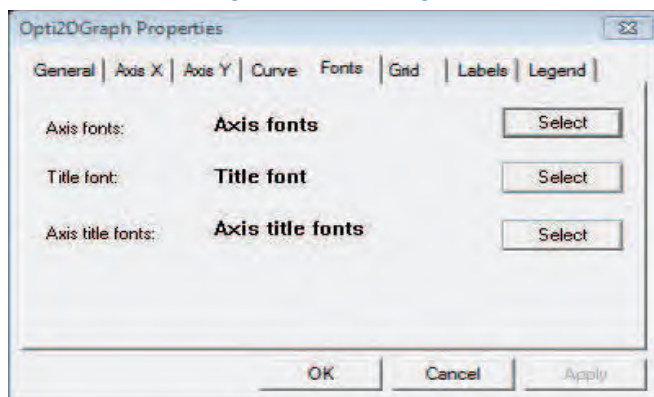 Opti2DGraph Properties
General Axis X Axis Y Curve Fonts Grid Labels Legend
Axis fonts: Axis fonts Select
Title font: Title font Select
Axis title fonts: Axis title fonts Select
OK Cancel Apply